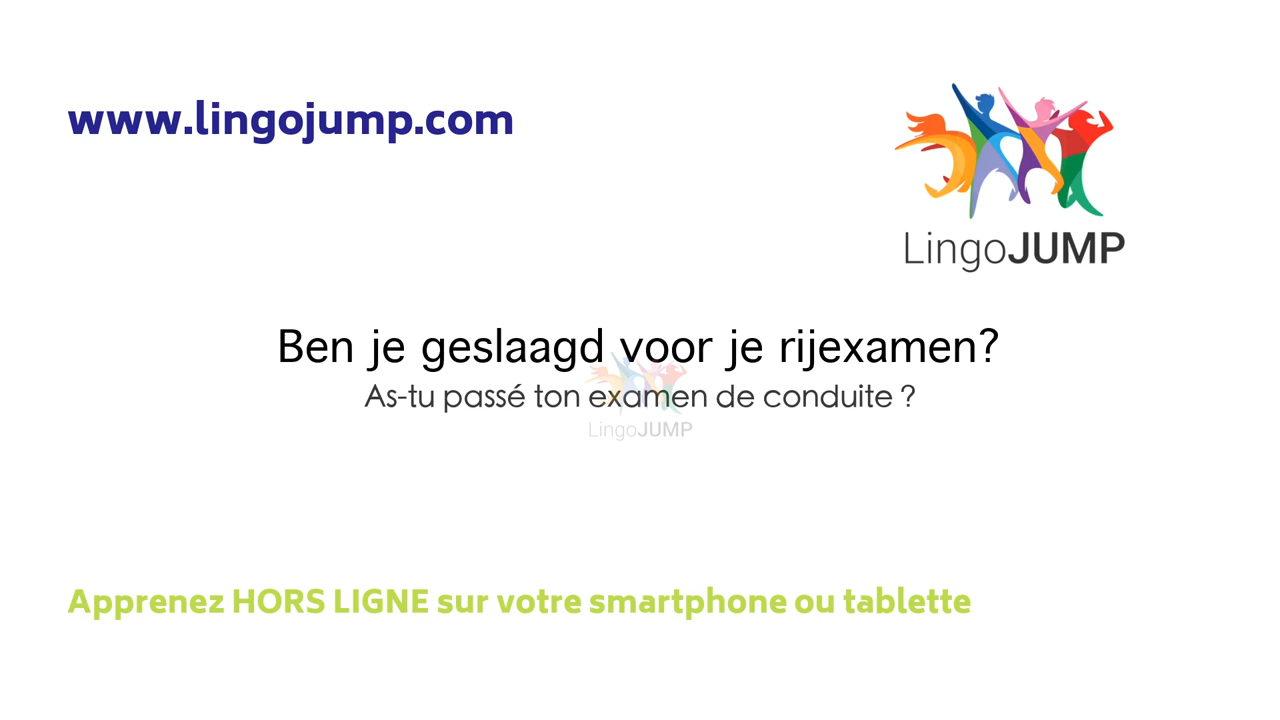 www.lingojump.com
LingoJUMP
Ben je geslaagd voor je rijexamen?
As-tu passé ton examen de conduite ?
LingoJUMP
Apprenez HORS LIGNE sur votre smartphone ou tablette